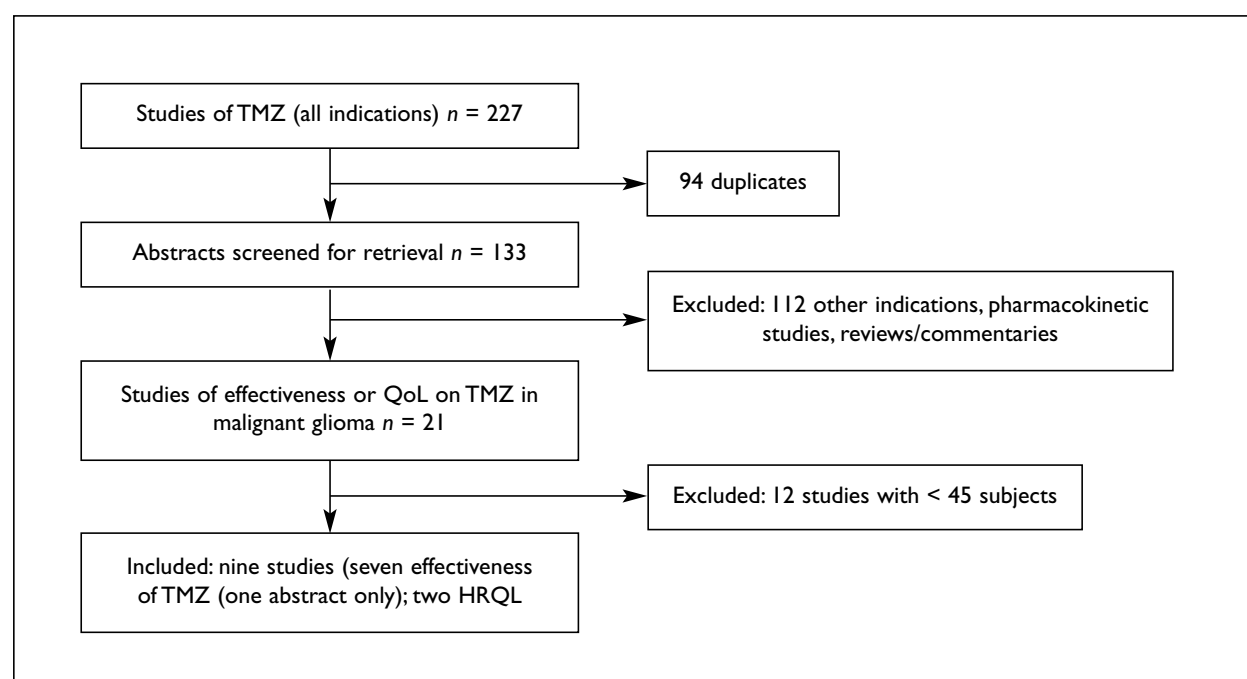 Studies of TMZ (all indications) n = 227
94 duplicates
Abstracts screened for retrieval n = 133
Excluded: 112 other indications, pharmacokinetic
studies, reviews/commentaries
Studies of effectiveness or QoL on TMZ in
malignant glioma n = 21
Excluded: 12 studies with < 45 subjects
Included: nine studies (seven effectiveness
of TMZ (one abstract only); two HRQL